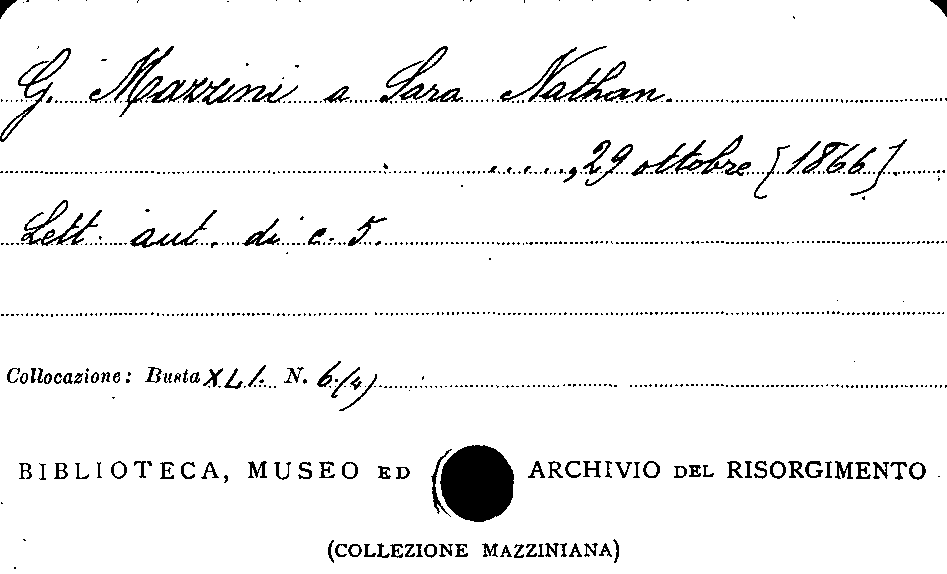 G. Mazzini a Sara Nathan.
....., 29 ottobre [1866].
Lett. aut. di c. 5.
Collocazione: Busta XLI. N. 6.(4)
BIBLIOTECA, MUSEO ED ARCHIVIO DEL RISORGIMENTO
(COLLEZIONE MAZZINIANA)